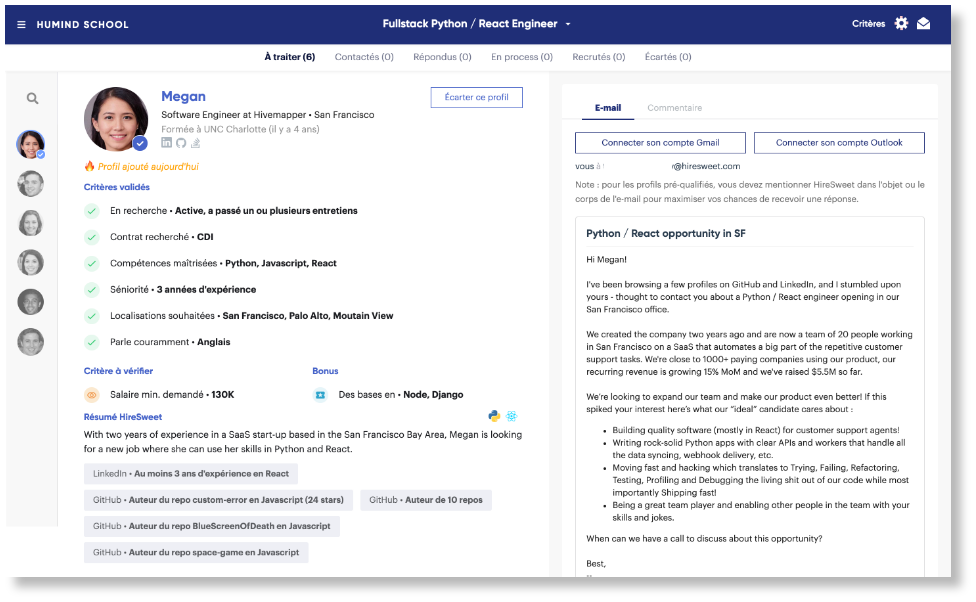 HUMIND SCHOOL
Fullstack Python / React Engineer
Critères
À traiter (6)
Contactés (0)
Répondus (0)
En process (0)
Recrutés (0)
Écartés (0)
Megan
Software Engineer at Hivemapper • San Francisco
Formée à UNC Charlotte (il y a 4 ans)
Écarter ce profil
Profil ajouté aujourd'hui
Critères validés
En recherche • Active, a passé un ou plusieurs entretiens
Contrat recherché • CDI
Compétences maîtrisées • Python, Javascript, React
Séniorité • 3 années d'expérience
Localisations souhaitées • San Francisco, Palo Alto, Moutain View
Parle couramment • Anglais
Critère à vérifier
Bonus
Salaire min. demandé • 130K
Des bases en • Node, Django
Résumé HireSweet
With two years of experience in a SaaS start-up based in the San Francisco Bay Area, Megan is looking
for a new job where she can use her skills in Python and React.
LinkedIn • Au moins 3 ans d'expérience en React
GitHub • Auteur du repo custom-error en Javascript (24 stars)
GitHub • Auteur de 10 repos
GitHub • Auteur du repo BlueScreenOfDeath en Javascript
GitHub • Auteur du repo space-game en Javascript
E-mail
Commentaire
Connecter son compte Gmail
Connecter son compte Outlook
vous à @hiresweet.com
Note : pour les profils pré-qualifiés, vous devez mentionner HireSweet dans l'objet ou le
corps de l'e-mail pour maximiser vos chances de recevoir une réponse.
Python / React opportunity in SF
Hi Megan!
I've been browsing a few profiles on GitHub and LinkedIn, and I stumbled upon
yours - thought to contact you about a Python / React engineer opening in our
San Francisco office.
We created the company two years ago and are now a team of 20 people working
in San Francisco on a SaaS that automates a big part of the repetitive customer
support tasks. We're close to 1000+ paying companies using our product, our
recurring revenue is growing 15% MoM and we've raised $5.5M so far.
We're looking to expand our team and make our product even better! If this
spiked your interest here's what our “ideal” candidate cares about :
• Building quality software (mostly in React) for customer support agents!
• Writing rock-solid Python apps with clear APIs and workers that handle all
the data syncing, webhook delivery, etc.
• Moving fast and hacking which translates to Trying, Failing, Refactoring,
Testing, Profiling and Debugging the living shit out of our code while most
importantly Shipping fast!
• Being a great team player and enabling other people in the team with your
skills and jokes.
When can we have a call to discuss about this opportunity?
Best,